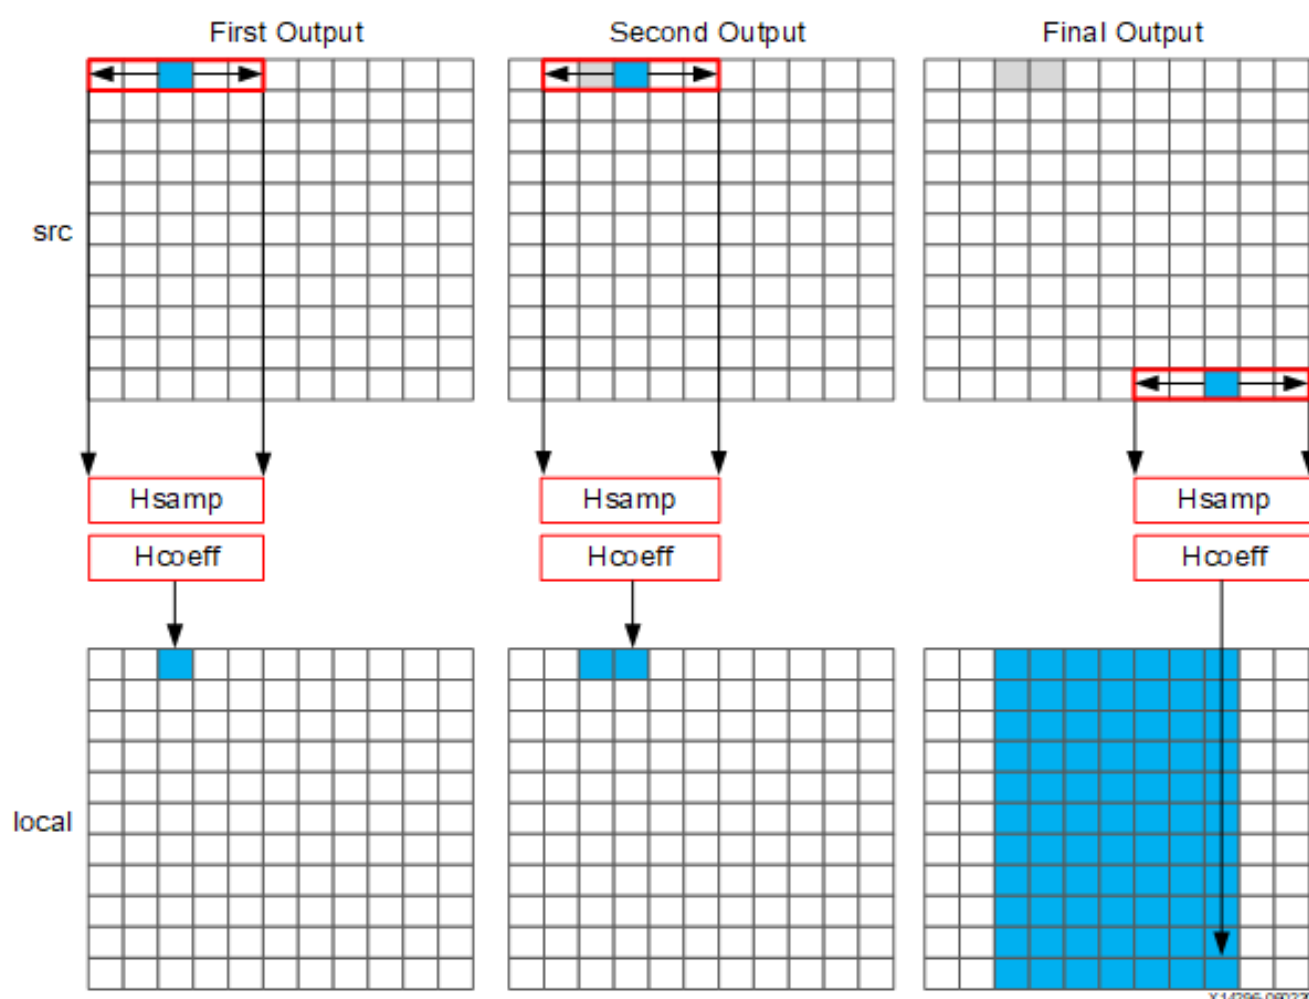 First Output Second Output Final Output
src
Hsamp Hsamp Hsamp
Hcoeff Hcoeff Hcoeff
local